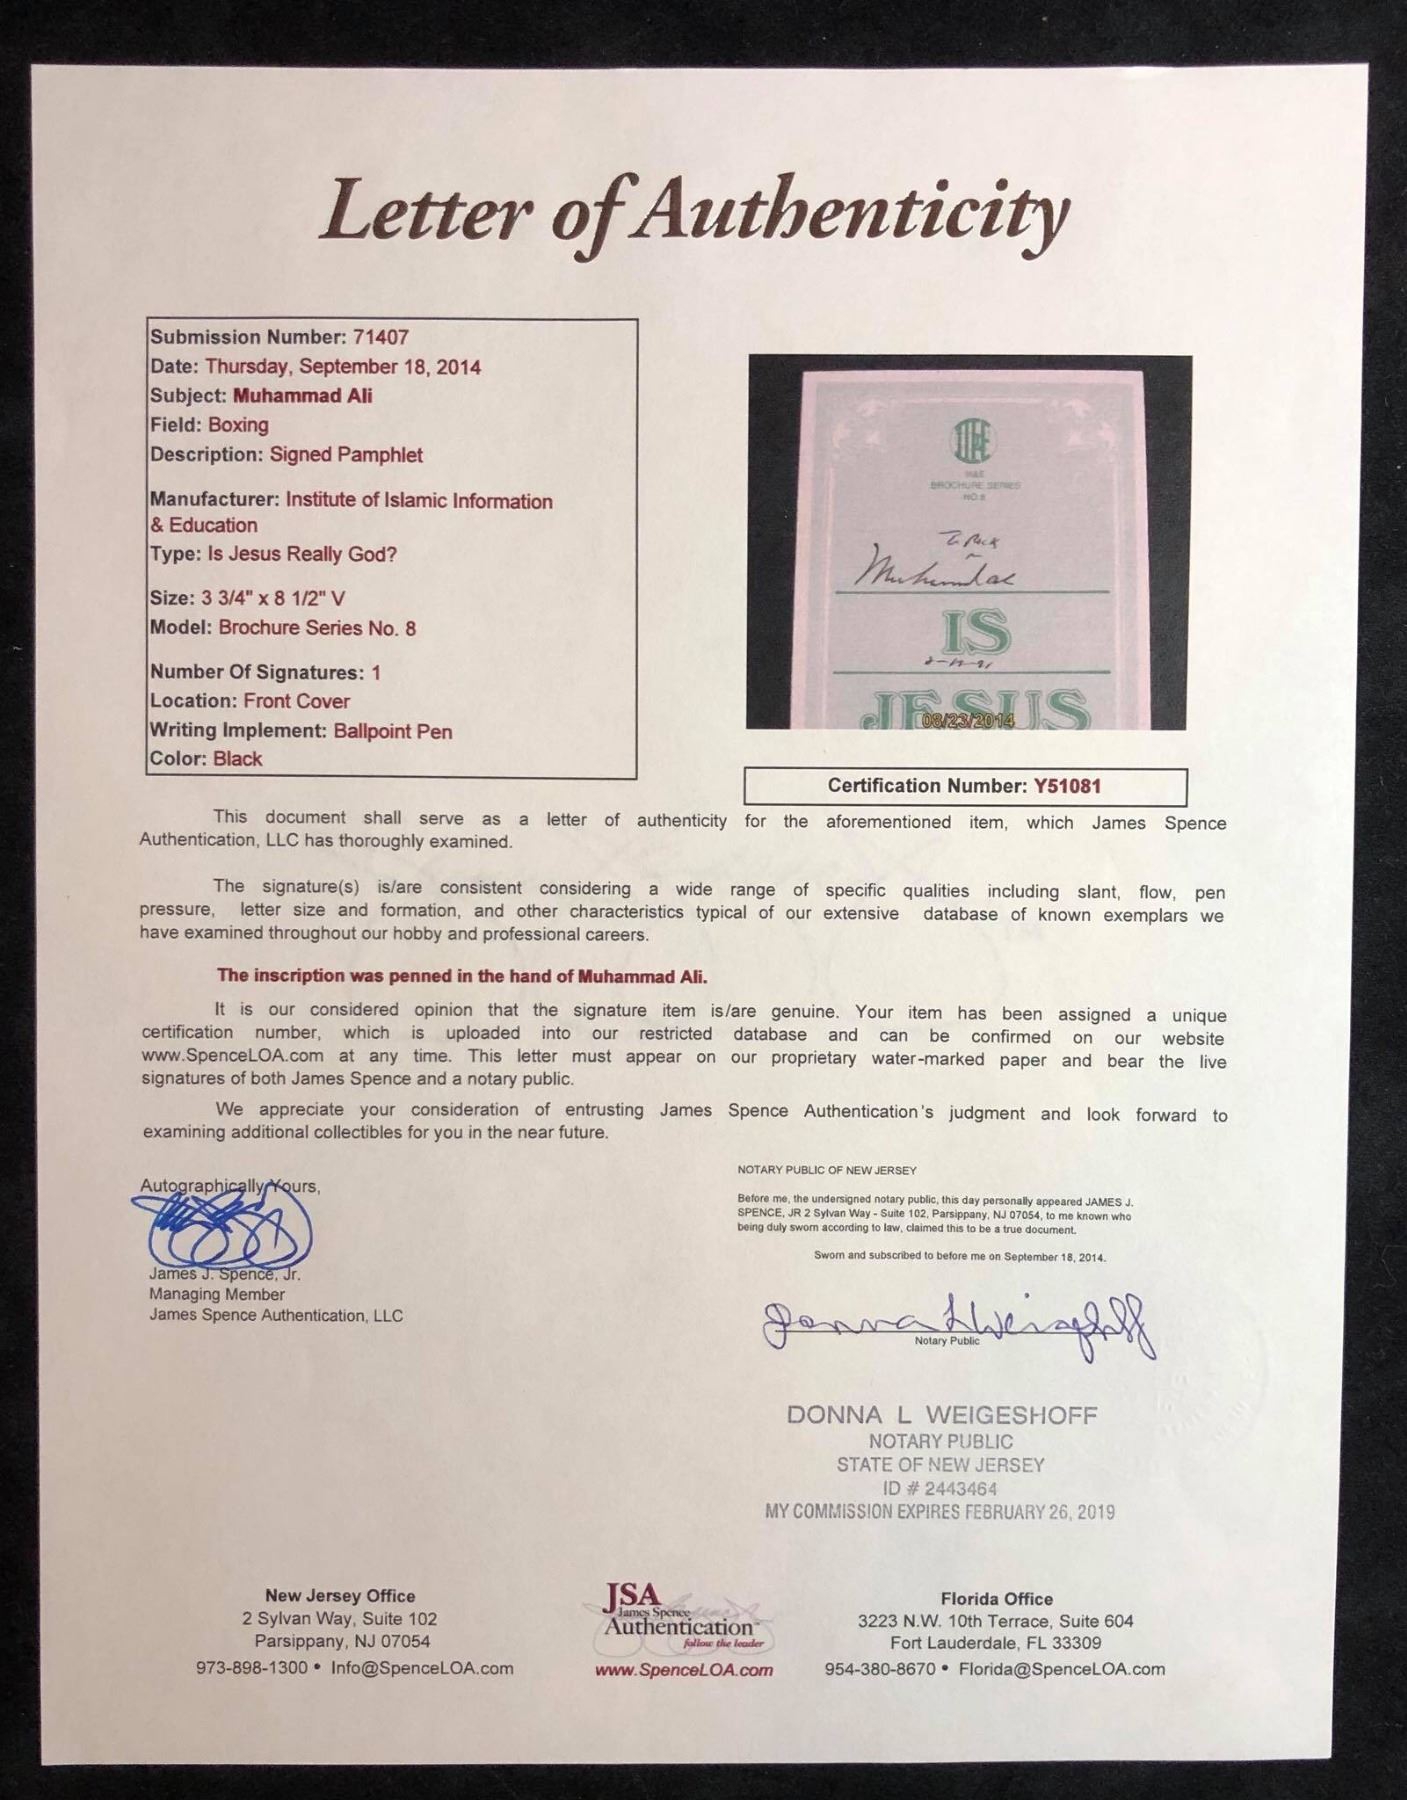 Letter of Authenticity
Submission Number: 71407
Date: Thursday, September 18, 2014
Subject: Muhammad Ali
Field: Boxing
Description: Signed Pamphlet
Manufacturer: Institute of Islamic Information
& Education
Type: Is Jesus Really God?
Size: 3 3/4" x 8 1/2" V
Model: Brochure Series No. 8
Number Of Signatures: 1
Location: Front Cover
Writing Implement: Ballpoint Pen
Color: Black
BROCHURE SERIES
NO.8
To
IS
JESUS
08/23/2014
Certification Number: Y51081
This document shall serve as a letter of authenticity for the aforementioned item, which James Spence
Authentication, LLC has thoroughly examined.
The signature(s) is/are consistent considering a wide range of specific qualities including slant, flow, pen
pressure, letter size and formation, and other characteristics typical of our extensive database of known exemplars we
have examined throughout our hobby and professional careers.
The inscription was penned in the hand of Muhammad Ali.
It is our considered opinion that the signature item is/are genuine. Your item has been assigned a unique
certification number, which is uploaded into our restricted database and can be confirmed on our website
www.SpenceLOA.com at any time. This letter must appear on our proprietary water-marked paper and bear the live
signatures of both James Spence and a notary public.
We appreciate your consideration of entrusting James Spence Authentication's judgment and look forward to
examining additional collectibles for you in the near future.
Autographically Yours,
James J. Spence, Jr.
Managing Member
James Spence Authentication, LLC
NOTARY PUBLIC OF NEW JERSEY
Before me, the undersigned notary public, this day personally appeared JAMES J.
SPENCE, JR 2 Sylvan Way - Suite 102, Parsippany, NJ 07054, to me known who
being duly sworn according to law, claimed this to be a true document.
Sworn and subscribed to before me on September 18, 2014.
Donna L Weigeshoff
Notary Public
DONNA L WEIGESHOFF
NOTARY PUBLIC
STATE OF NEW JERSEY
ID # 2443464
MY COMMISSION EXPIRES FEBRUARY 26, 2019
New Jersey Office
2 Sylvan Way, Suite 102
Parsippany, NJ 07054
973-898-1300 • Info@SpenceLOA.com
JSA
James Spence
Authentication
follow the leader
www.SpenceLOA.com
Florida Office
3223 N.W. 10th Terrace, Suite 604
Fort Lauderdale, FL 33309
954-380-8670 • Florida@SpenceLOA.com